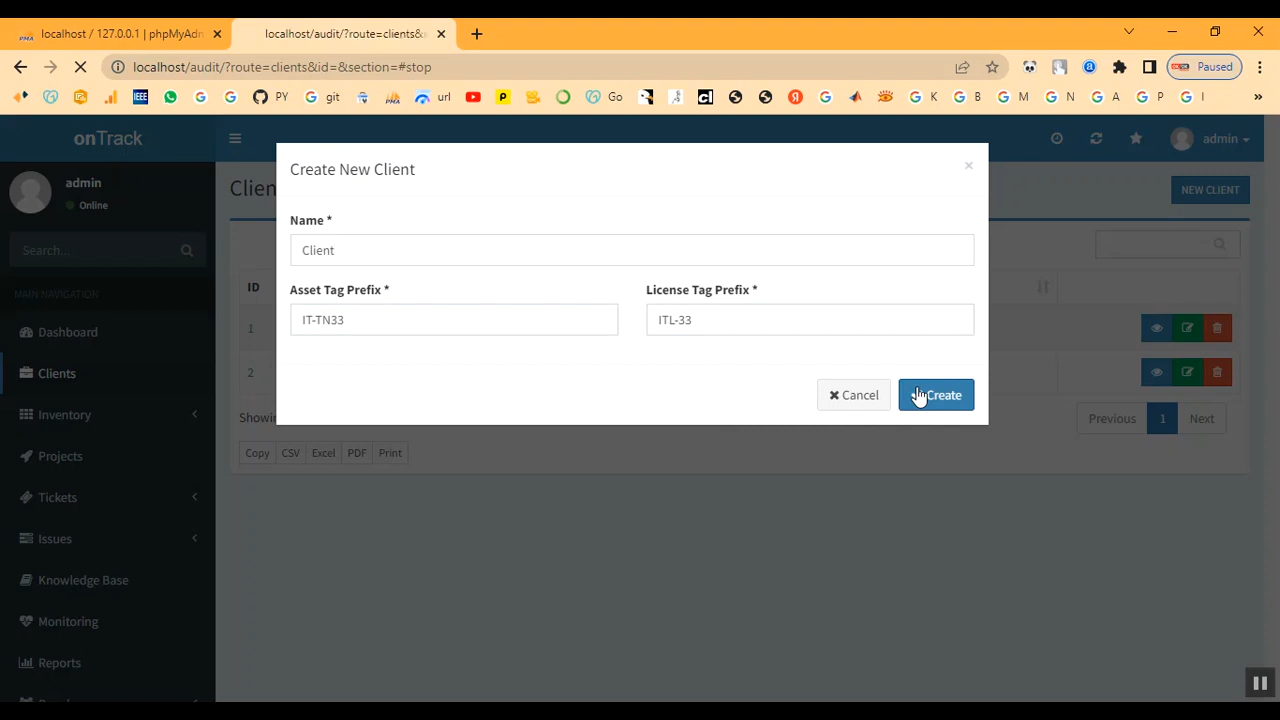 localhost / 127.0.0.1 | phpMyAdn
localhost/audit/?route=clients&
localhost/audit/?route=clients&id=&section=#stop
Paused
IEEE
PY
git
url
Go
K
B
M
N
A
P
I
onTrack
admin
admin
Online
Search...
MAIN NAVIGATION
Dashboard
Clients
Inventory
Projects
Tickets
Issues
Knowledge Base
Monitoring
Reports
Clien
NEW CLIENT
ID
1
2
Showin
Previous 1 Next
Copy CSV Excel PDF Print
Create New Client
×
Name *
Client
Asset Tag Prefix * License Tag Prefix *
IT-TN33 ITL-33
Cancel Create